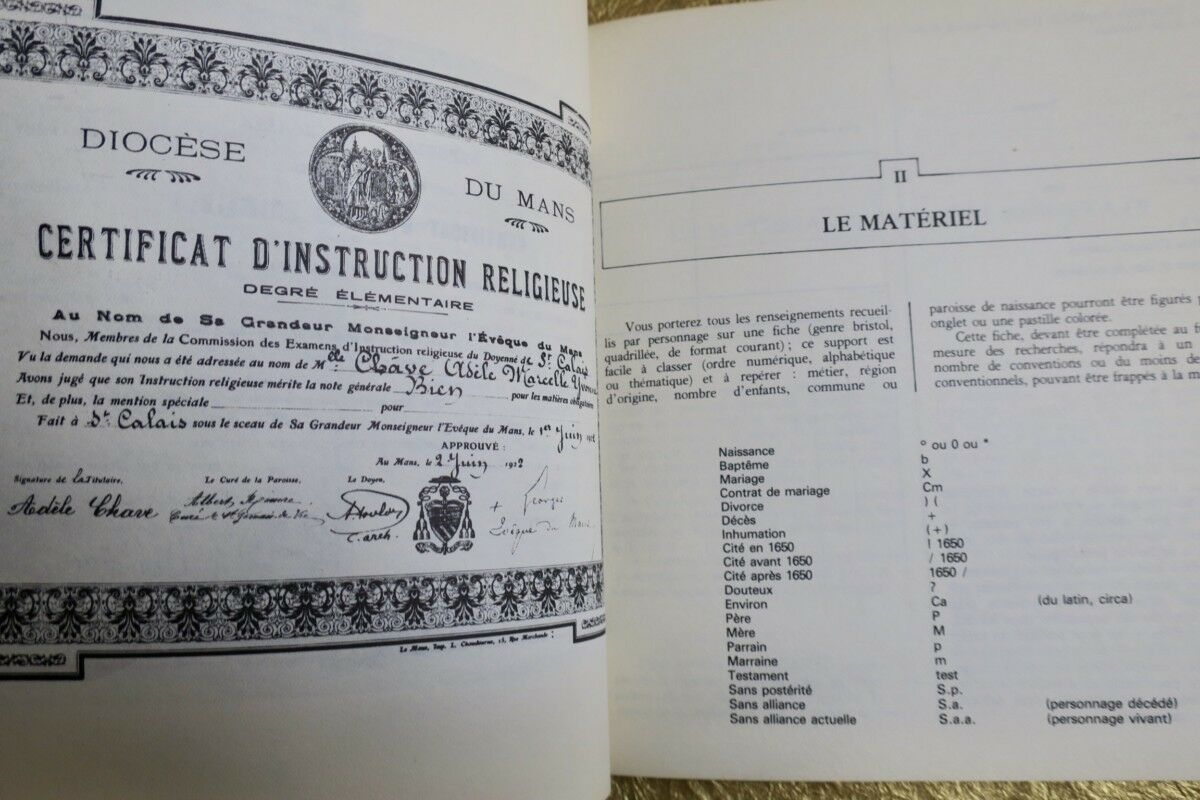 DIOCÈSE
DU MANS
CERTIFICAT D'INSTRUCTION RELIGIEUSE
DEGRÉ ÉLÉMENTAIRE
Au Nom de Sa Grandeur Monseigneur l'Évêque du Mans
Nous, Membres de la Commission des Examens d'Instruction religieuse du Doyenné de St Calais
Vu la demande qui nous a été adressée au nom de Mlle Chave Adèle Marcelle
Avons jugé que son Instruction religieuse mérite la note générale Bien pour les matières obligatoires
Et, de plus, la mention spéciale pour
Fait à St Calais sous le sceau de Sa Grandeur Monseigneur l'Evêque du Mans, le 1er Juin
APPROUVÉ :
Au Mans, le 2 Juin 1912
Signature de la Titulaire,
Le Curé de la Paroisse,
Le Doyen,
Adèle Chave
+ Georges
Evêque du Mans
Le Mans, Imp. L. Chaudourne, 15, Rue Marchande
II
LE MATÉRIEL
Vous porterez tous les renseignements recueil-
lis par personnage sur une fiche (genre bristol,
quadrillée, de format courant) ; ce support est
facile à classer (ordre numérique, alphabétique
ou thématique) et à repérer : métier, région
d'origine, nombre d'enfants, commune ou
paroisse de naissance pourront être figurés p
onglet ou une pastille colorée.
Cette fiche, devant être complétée au f
mesure des recherches, répondra à un
nombre de conventions ou du moins de
conventionnels, pouvant être frappés à la m
Naissance ° ou 0 ou *
Baptême b
Mariage X
Contrat de mariage Cm
Divorce ) (
Décès +
Inhumation (+)
Cité en 1650 I 1650
Cité avant 1650 / 1650
Cité après 1650 1650 /
Douteux ?
Environ Ca (du latin, circa)
Père P
Mère M
Parrain p
Marraine m
Testament test
Sans postérité S.p.
Sans alliance S.a. (personnage décédé)
Sans alliance actuelle S.a.a. (personnage vivant)